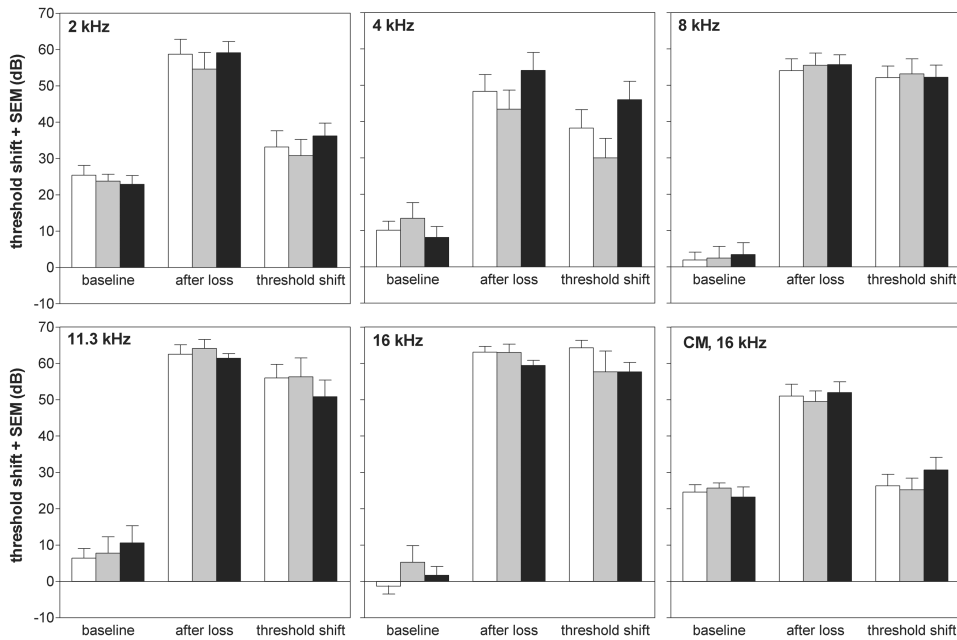 2 kHz
4 kHz
8 kHz
threshold shift + SEM (dB)
70
60
50
40
30
20
10
0
-10
baseline after loss threshold shift
baseline after loss threshold shift
baseline after loss threshold shift
11.3 kHz
16 kHz
CM, 16 kHz
threshold shift + SEM (dB)
70
60
50
40
30
20
10
0
-10
baseline after loss threshold shift
baseline after loss threshold shift
baseline after loss threshold shift